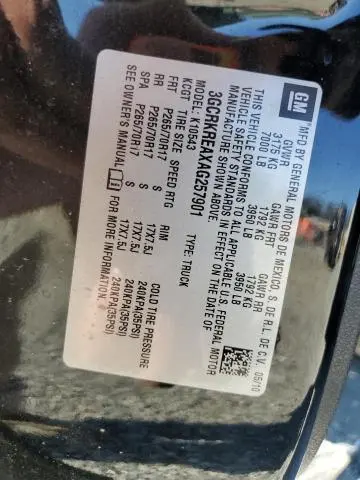 GM
MFD BY GENERAL MOTORS DE MEXICO S. DE R.L. DE C.V. 05/10
GVWR GAWR FRT GAWR RR
3175 KG 1792 KG 1792 KG
7000 LB 3950 LB 3950 LB
THIS VEHICLE CONFORMS TO ALL APPLICABLE U.S. FEDERAL MOTOR
VEHICLE SAFETY STANDARDS IN EFFECT ON THE DATE OF
MANUFACTURE SHOWN ABOVE.
3GCRKREAXAG257901 TYPE: TRUCK
MODEL: K10543
KCGT TIRE SIZE SPEED RTG RIM COLD TIRE PRESSURE
FRT P265/70R17 S 17X7.5J 240KPA(35PSI)
RR P265/70R17 S 17X7.5J 240KPA(35PSI)
SPA P265/70R17 S 17X7.5J 240KPA(35PSI)
SEE OWNER'S MANUAL FOR MORE INFORMATION.